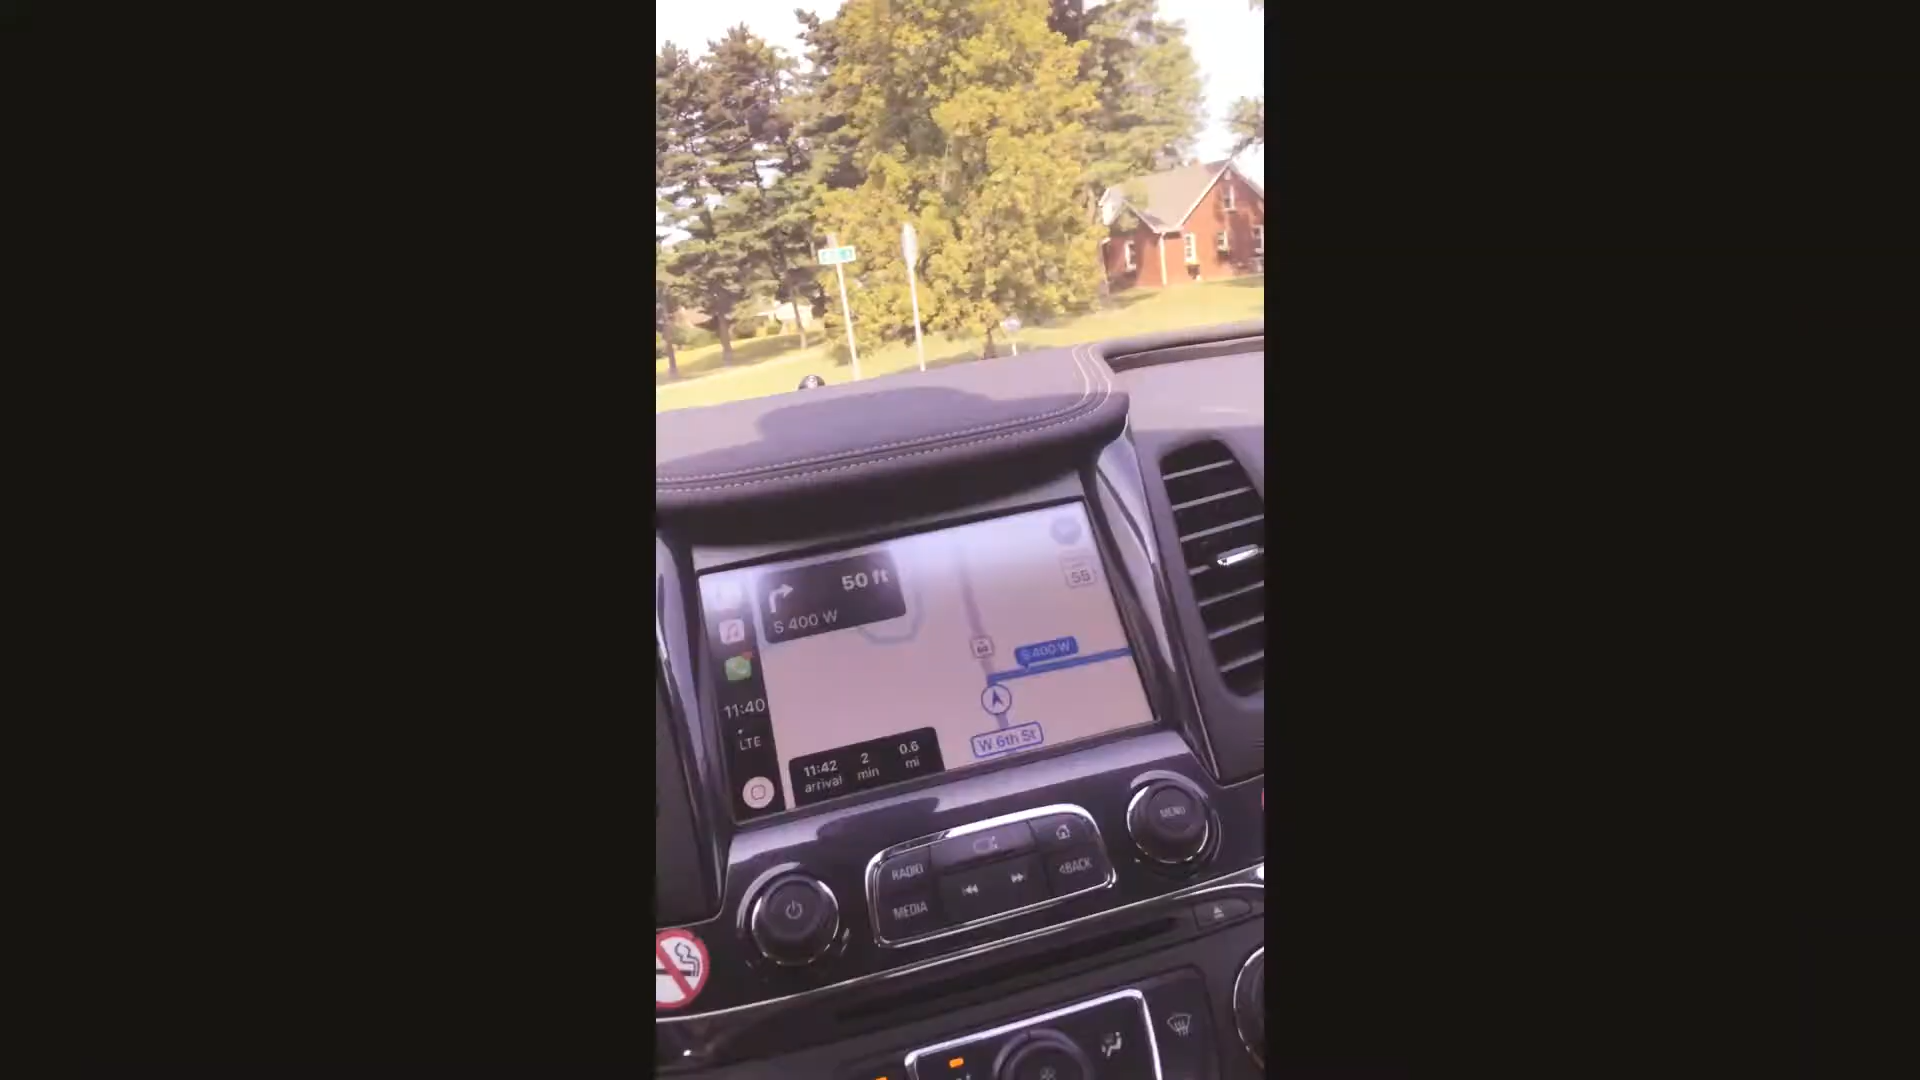 50 ft
S 400 W
55
S 400 W
W 6th St
11:40
LTE
11:42 2 0.6
arrival min mi
MENU
RADIO
BACK
MEDIA